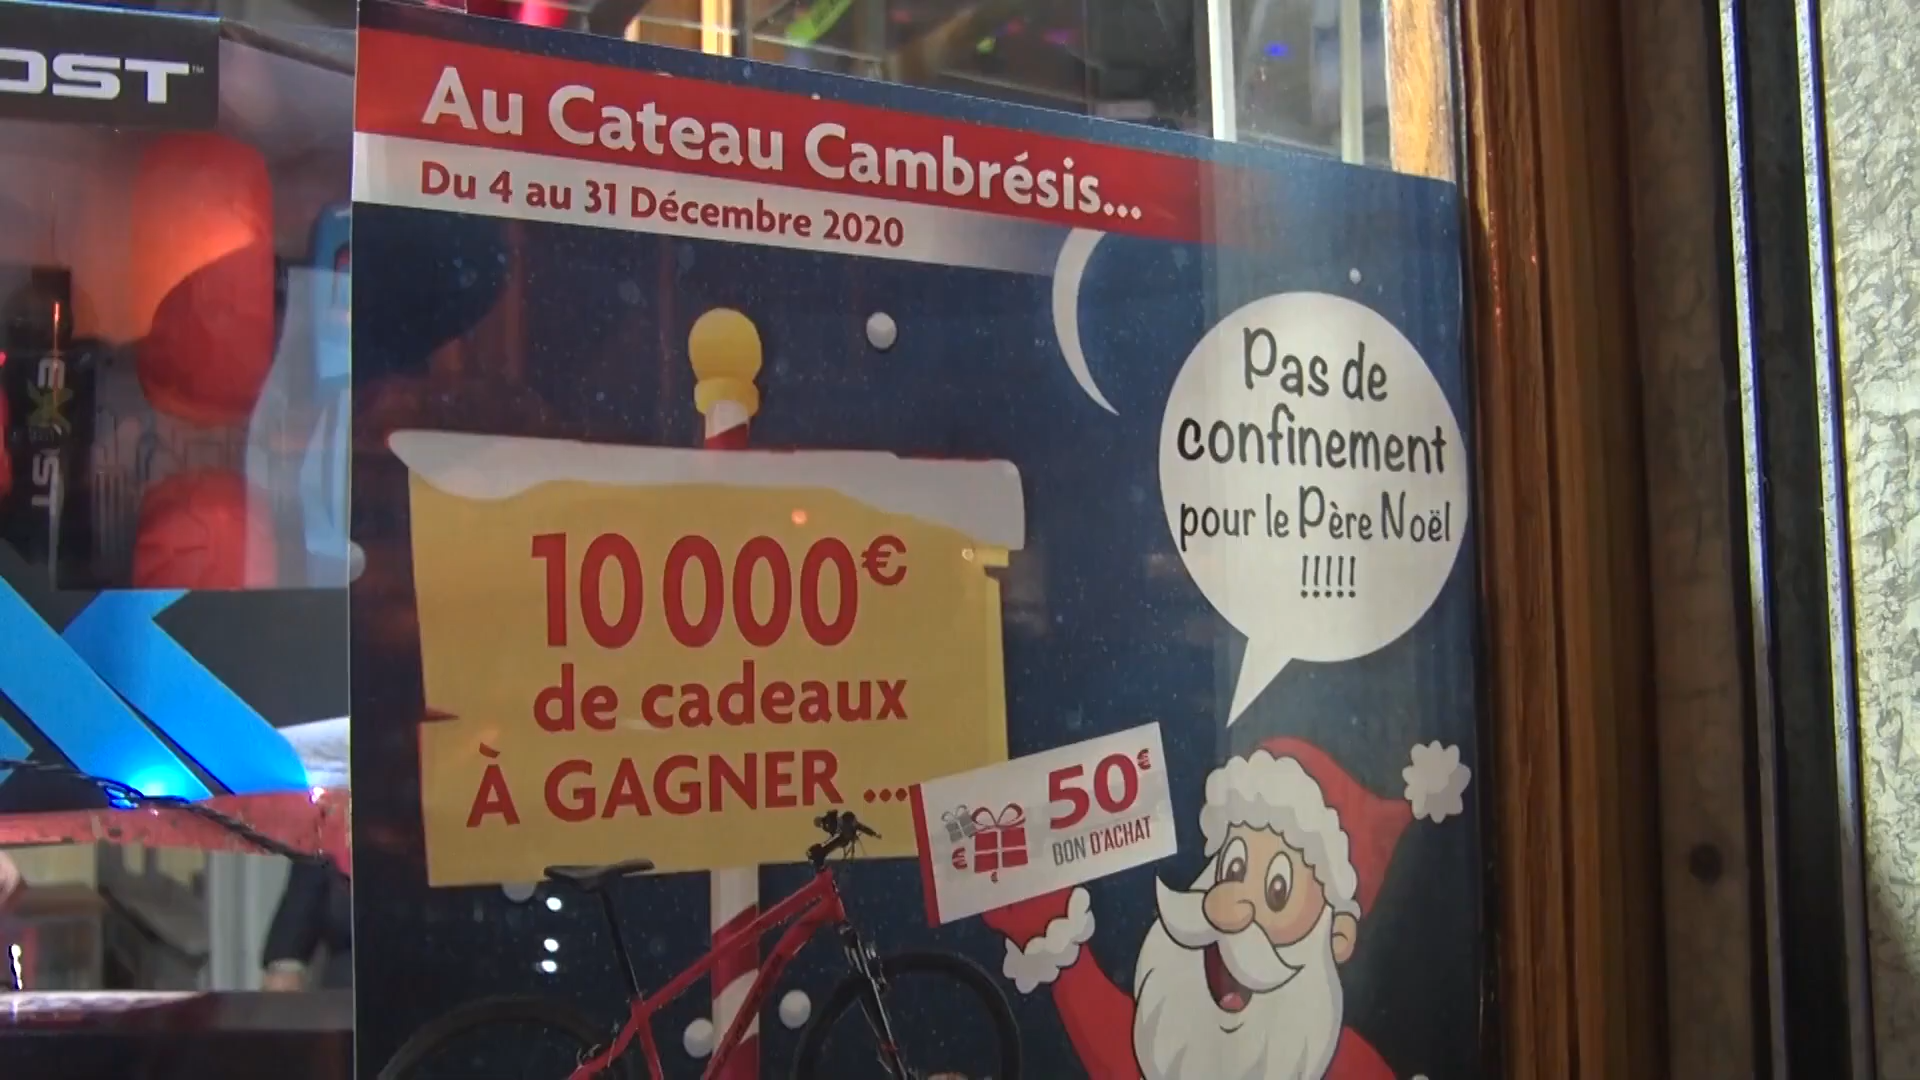 OST™
Au Cateau Cambrésis...
Du 4 au 31 Décembre 2020
Pas de
confinement
pour le Père Noël
!!!!!
10 000€
de cadeaux
À GAGNER ...
50€
BON D'ACHAT